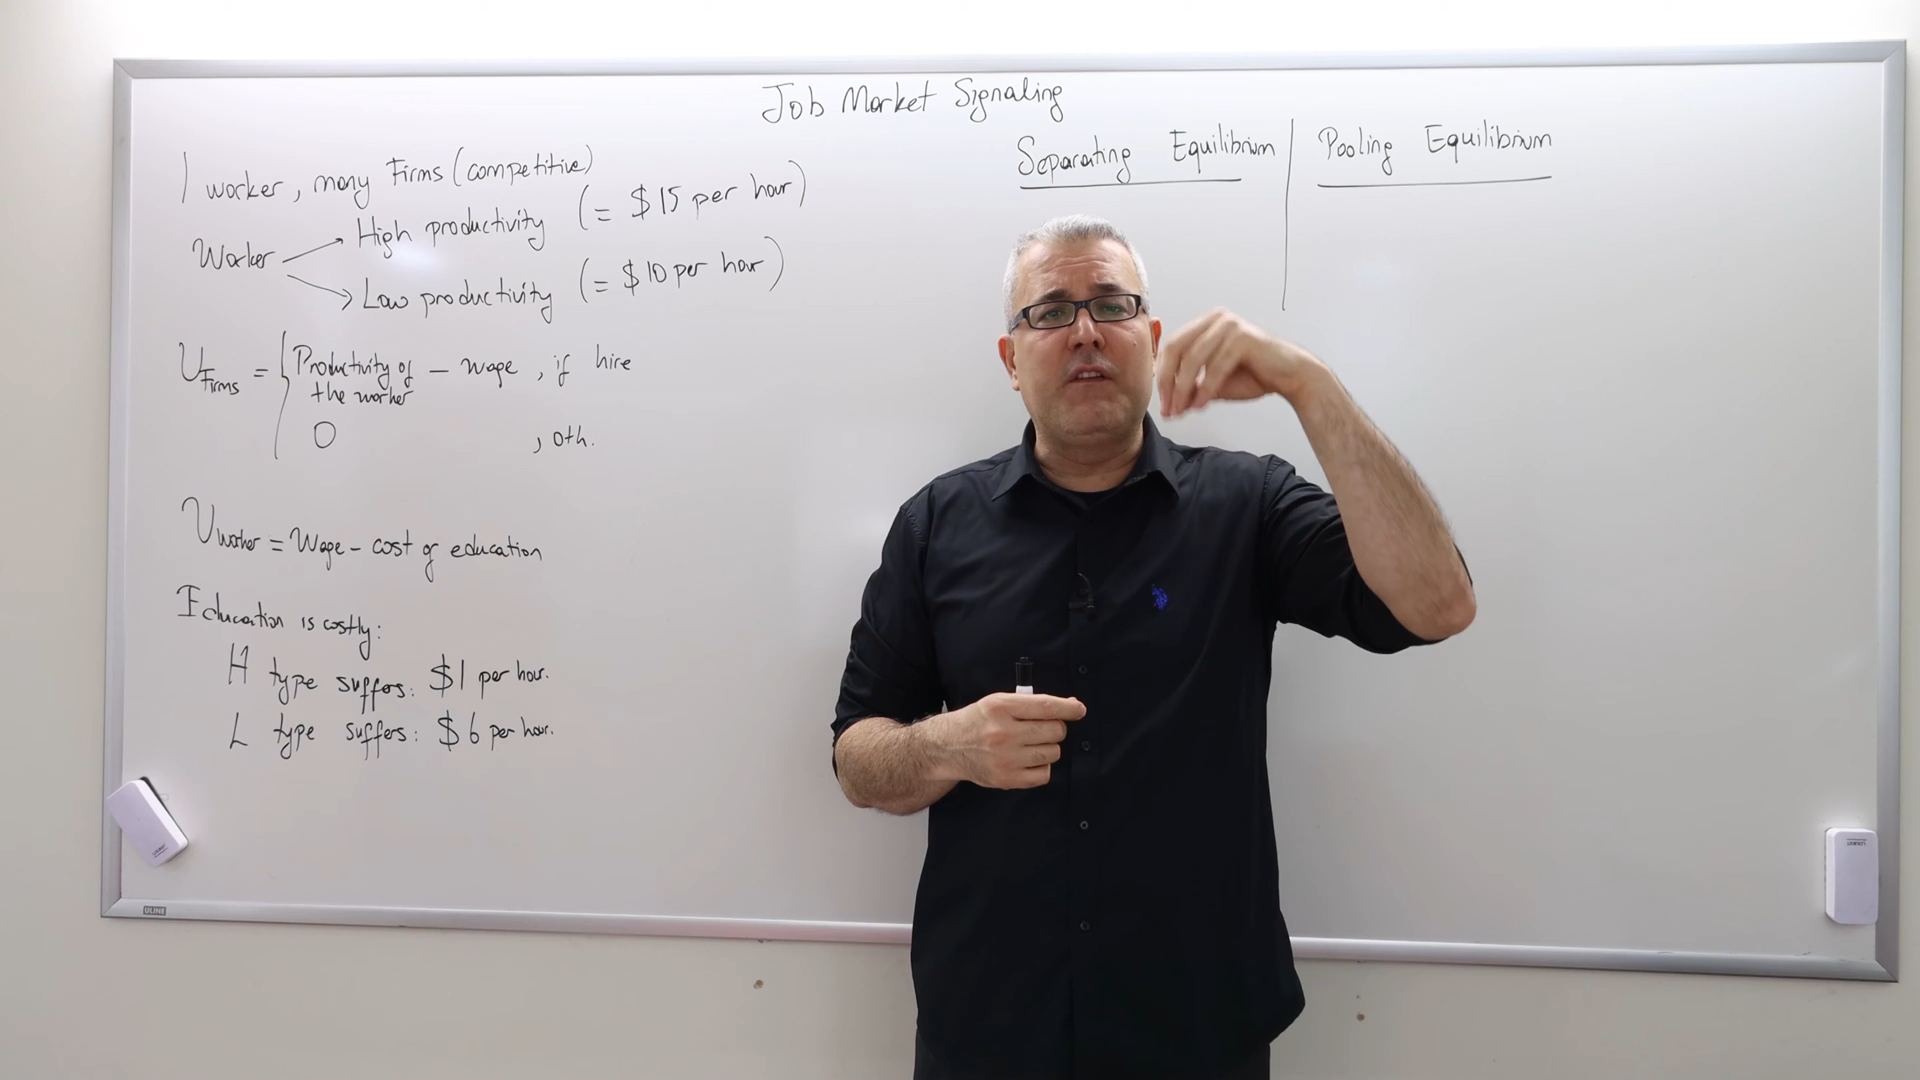 Job Market Signaling
1 worker, many Firms (competitive)
Worker
High productivity (= $15 per hour)
Low productivity (= $10 per hour)
UFirms = { Productivity of the worker - wage , if hire
0 , oth.
Uworker = Wage - cost of education
Education is costly:
H type suffers: $1 per hour.
L type suffers: $6 per hour.
Separating Equilibrium
Pooling Equilibrium
ULINE